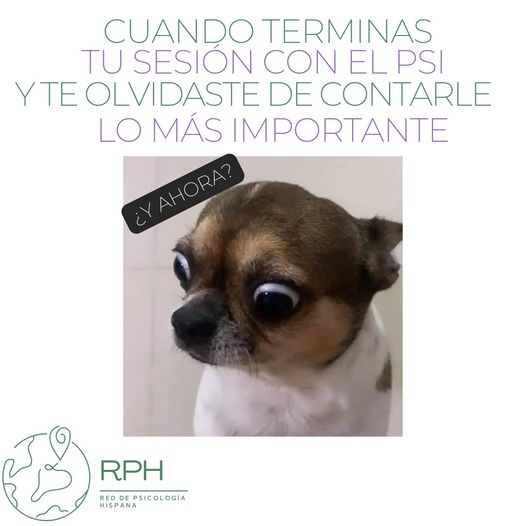 CUANDO TERMINAS
TU SESIÓN CON EL PSI
Y TE OLVIDASTE DE CONTARLE
LO MÁS IMPORTANTE
¿Y AHORA?
RPH
RED DE PSICOLOGÍA
HISPANA